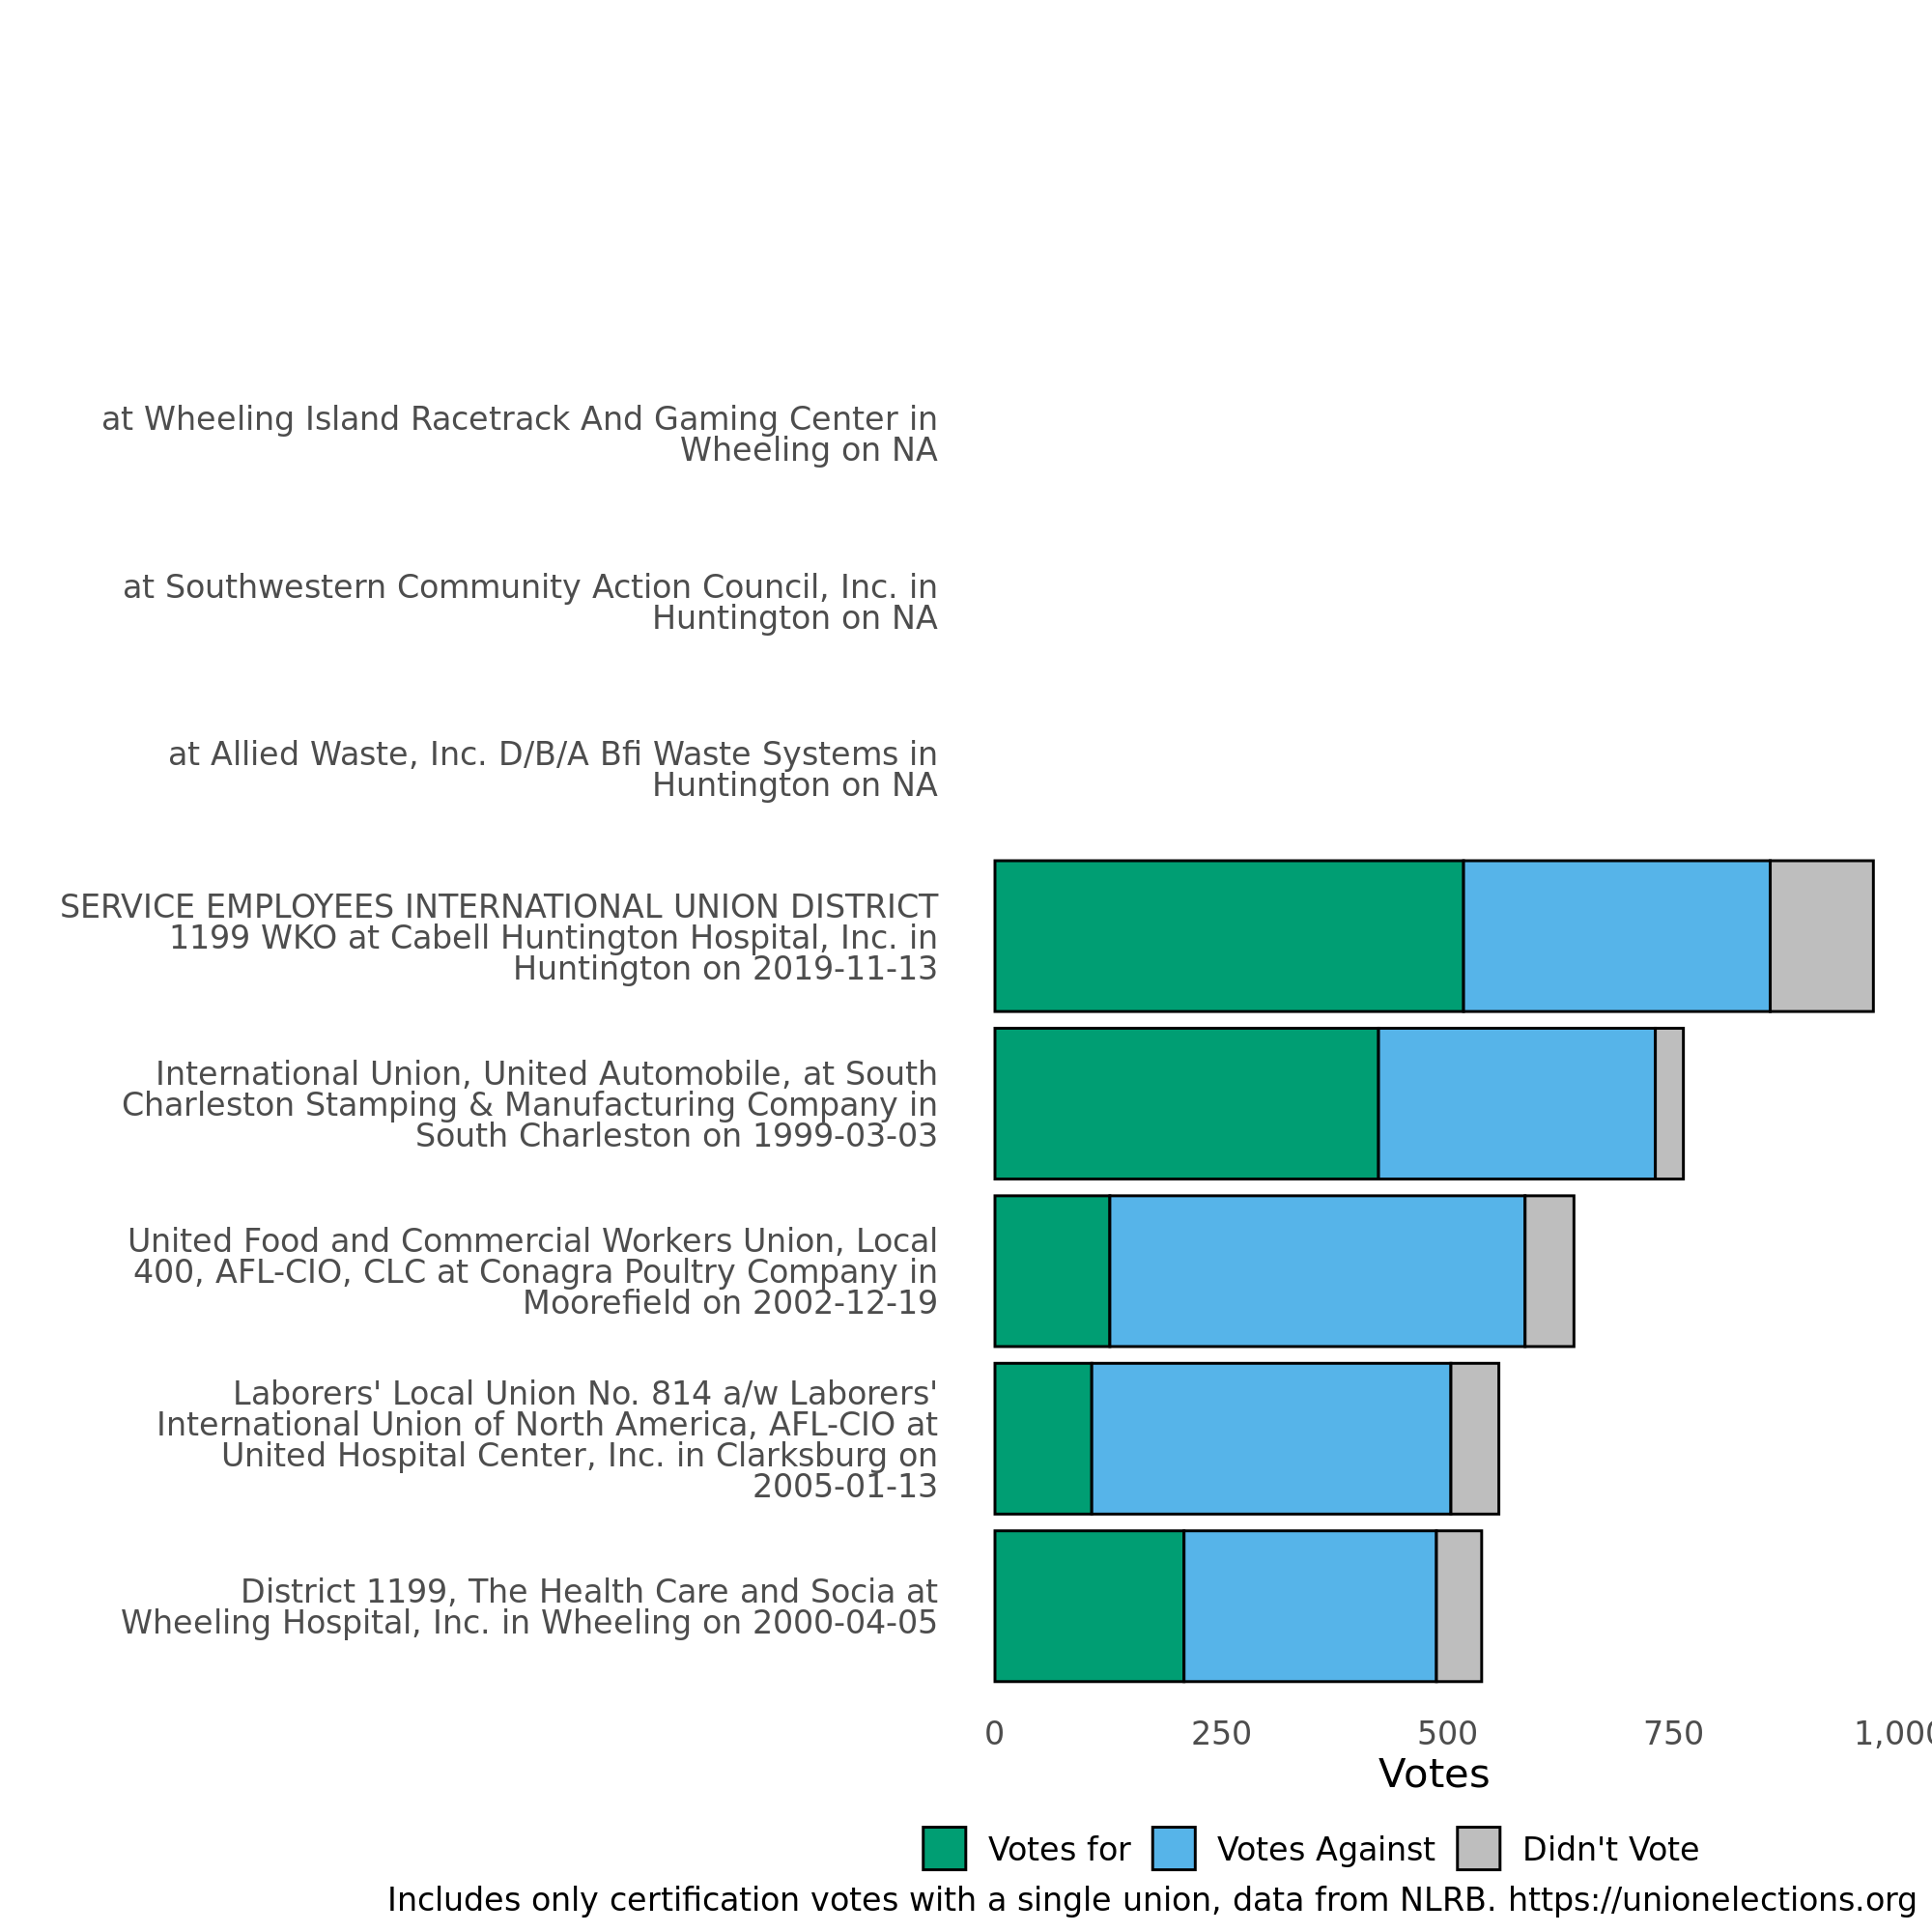 at Wheeling Island Racetrack And Gaming Center in
Wheeling on NA
at Southwestern Community Action Council, Inc. in
Huntington on NA
at Allied Waste, Inc. D/B/A Bfi Waste Systems in
Huntington on NA
SERVICE EMPLOYEES INTERNATIONAL UNION DISTRICT
1199 WKO at Cabell Huntington Hospital, Inc. in
Huntington on 2019-11-13
International Union, United Automobile, at South
Charleston Stamping & Manufacturing Company in
South Charleston on 1999-03-03
United Food and Commercial Workers Union, Local
400, AFL-CIO, CLC at Conagra Poultry Company in
Moorefield on 2002-12-19
Laborers' Local Union No. 814 a/w Laborers'
International Union of North America, AFL-CIO at
United Hospital Center, Inc. in Clarksburg on
2005-01-13
District 1199, The Health Care and Socia at
Wheeling Hospital, Inc. in Wheeling on 2000-04-05
0 250 500 750 1,000
Votes
Votes for Votes Against Didn't Vote
Includes only certification votes with a single union, data from NLRB. https://unionelections.org